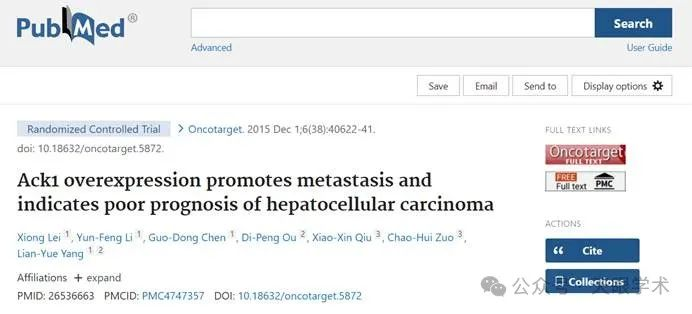 PubMed®
Search
Advanced
User Guide
Save
Email
Send to
Display options
Randomized Controlled Trial > Oncotarget. 2015 Dec 1;6(38):40622-41.
doi: 10.18632/oncotarget.5872.
Ack1 overexpression promotes metastasis and
indicates poor prognosis of hepatocellular carcinoma
Xiong Lei 1, Yun-Feng Li 1, Guo-Dong Chen 1, Di-Peng Ou 2, Xiao-Xin Qiu 3, Chao-Hui Zuo 3,
Lian-Yue Yang 1 2
Affiliations + expand
PMID: 26536663 PMCID: PMC4747357 DOI: 10.18632/oncotarget.5872
FULL TEXT LINKS
Oncotarget
FULL TEXT
FREE
Full text
PMC
ACTIONS
Cite
Collections
公众号
学术